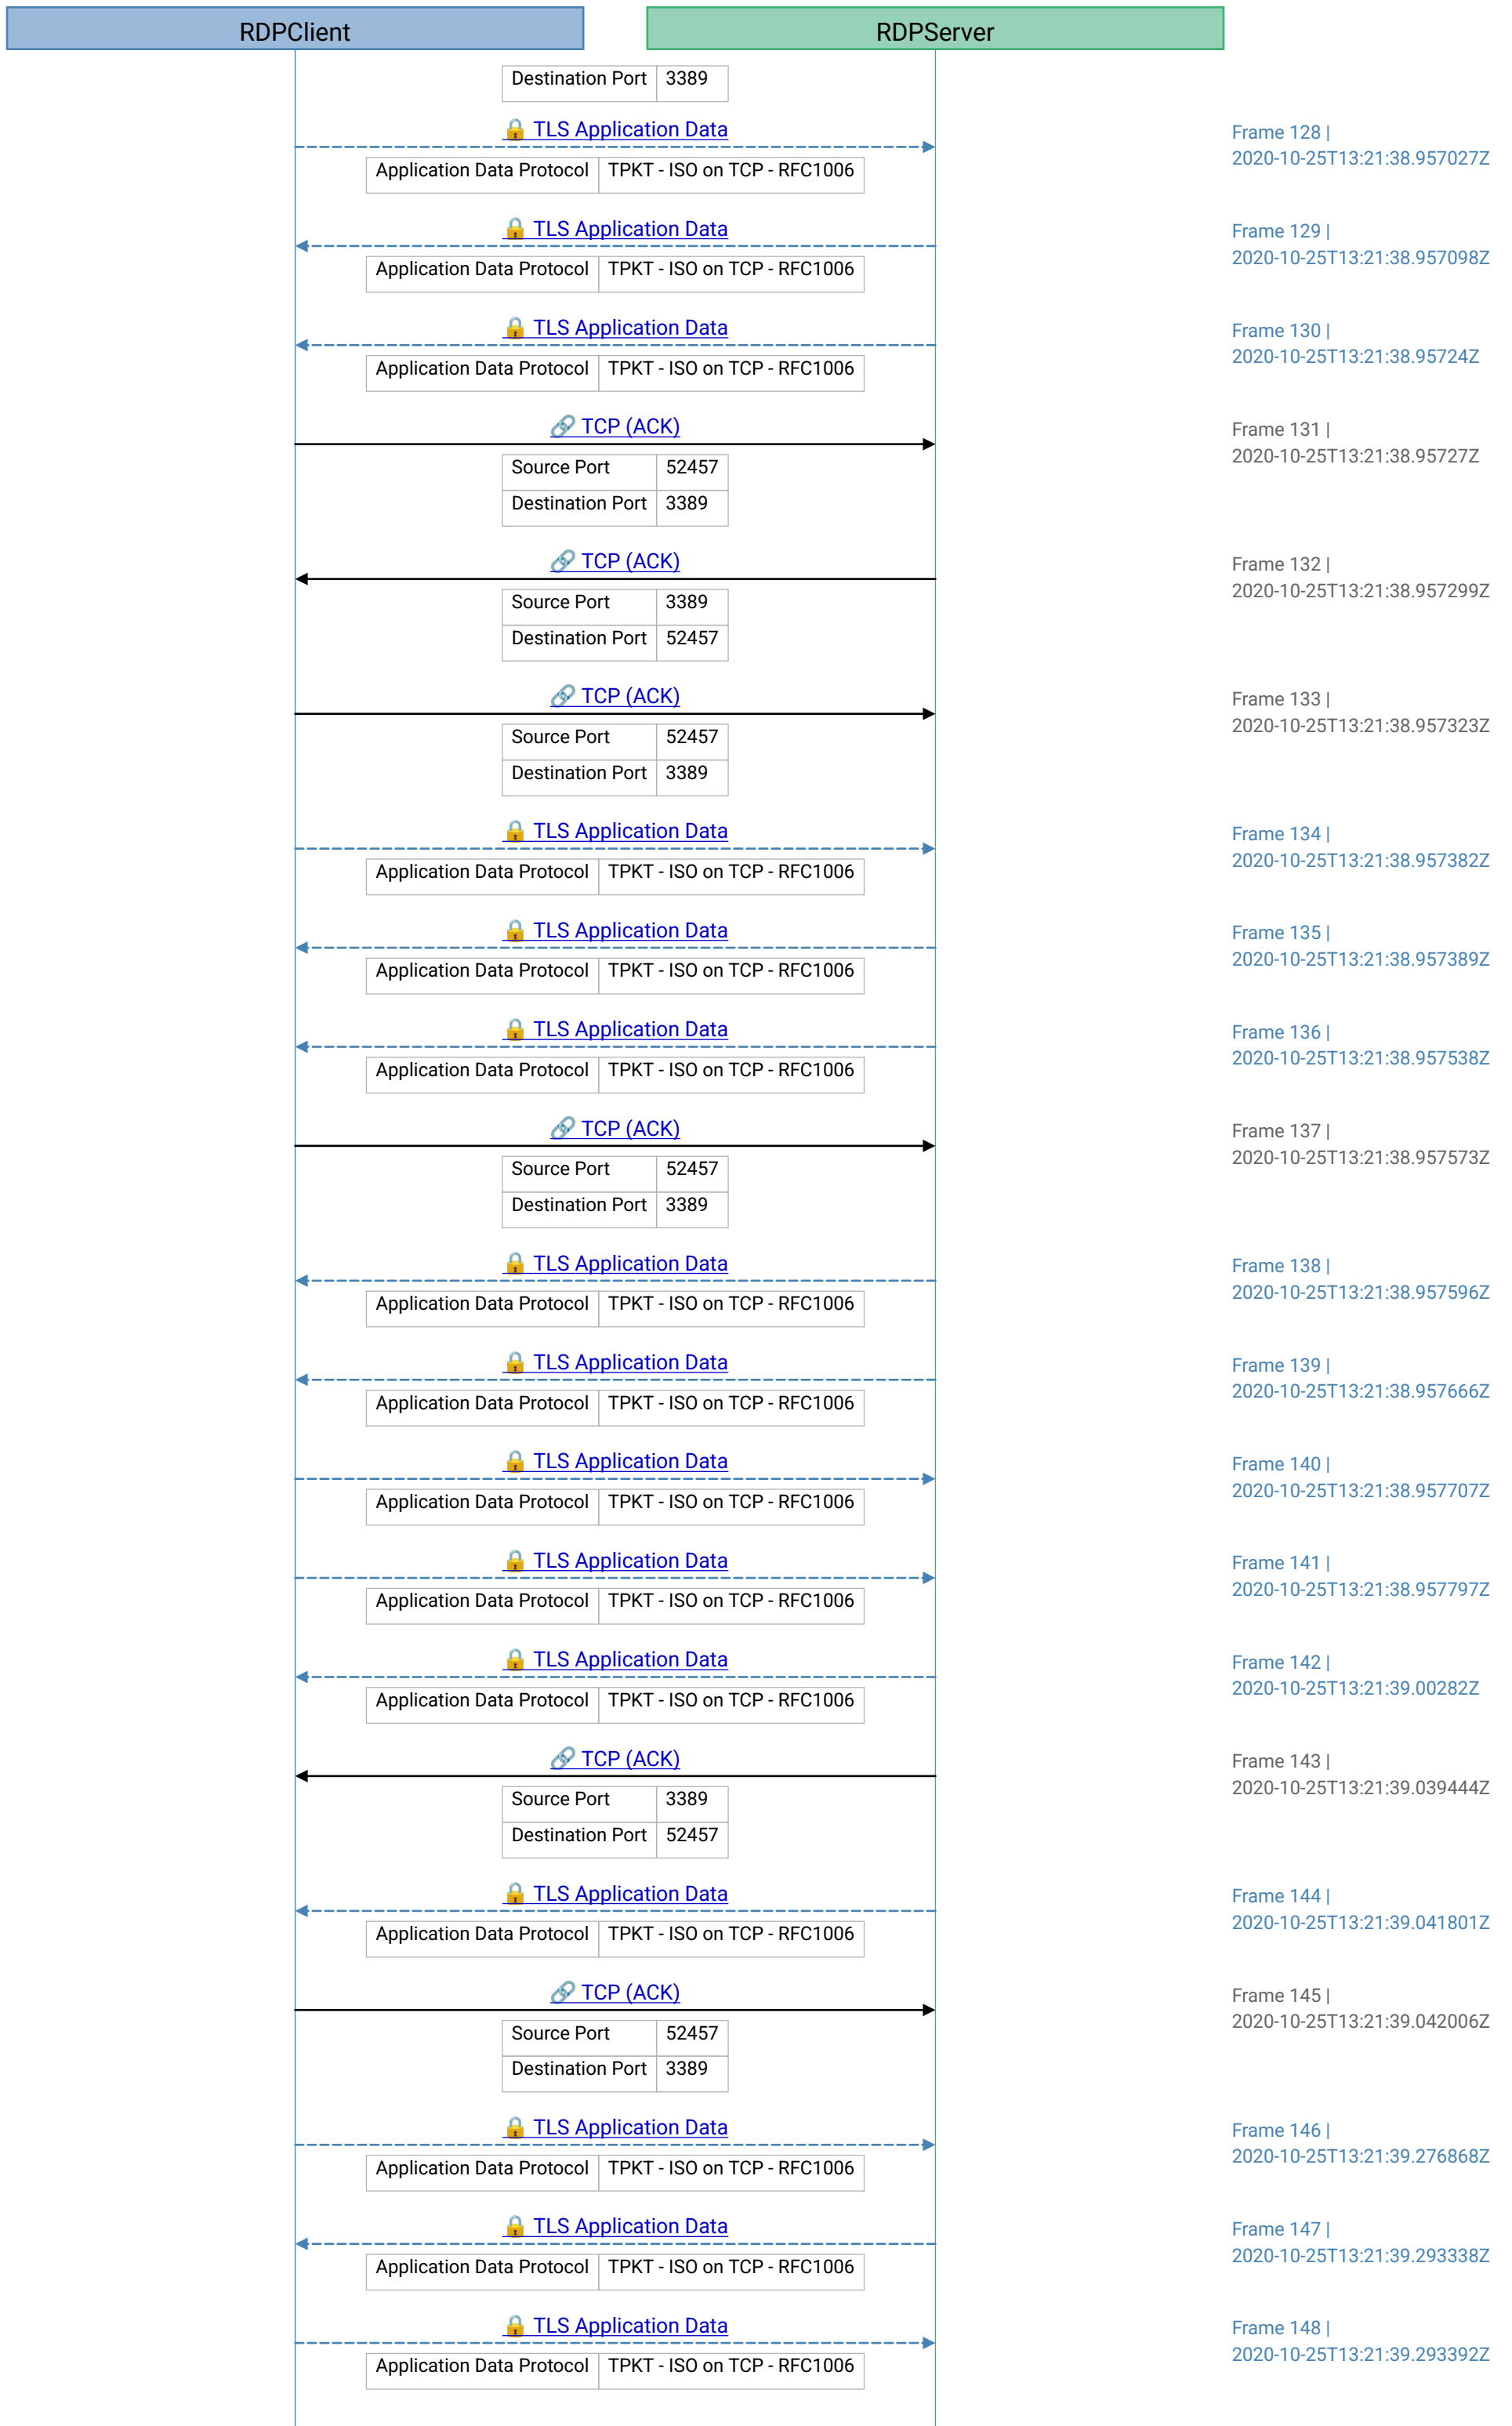 RDPClient
RDPServer
Destination Port 3389
TLS Application Data
Frame 128 |
2020-10-25T13:21:38.957027Z
Application Data Protocol TPKT - ISO on TCP - RFC1006
TLS Application Data
Frame 129 |
2020-10-25T13:21:38.957098Z
Application Data Protocol TPKT - ISO on TCP - RFC1006
TLS Application Data
Frame 130 |
2020-10-25T13:21:38.95724Z
Application Data Protocol TPKT - ISO on TCP - RFC1006
TCP (ACK)
Frame 131 |
2020-10-25T13:21:38.95727Z
Source Port 52457
Destination Port 3389
TCP (ACK)
Frame 132 |
2020-10-25T13:21:38.957299Z
Source Port 3389
Destination Port 52457
TCP (ACK)
Frame 133 |
2020-10-25T13:21:38.957323Z
Source Port 52457
Destination Port 3389
TLS Application Data
Frame 134 |
2020-10-25T13:21:38.957382Z
Application Data Protocol TPKT - ISO on TCP - RFC1006
TLS Application Data
Frame 135 |
2020-10-25T13:21:38.957389Z
Application Data Protocol TPKT - ISO on TCP - RFC1006
TLS Application Data
Frame 136 |
2020-10-25T13:21:38.957538Z
Application Data Protocol TPKT - ISO on TCP - RFC1006
TCP (ACK)
Frame 137 |
2020-10-25T13:21:38.957573Z
Source Port 52457
Destination Port 3389
TLS Application Data
Frame 138 |
2020-10-25T13:21:38.957596Z
Application Data Protocol TPKT - ISO on TCP - RFC1006
TLS Application Data
Frame 139 |
2020-10-25T13:21:38.957666Z
Application Data Protocol TPKT - ISO on TCP - RFC1006
TLS Application Data
Frame 140 |
2020-10-25T13:21:38.957707Z
Application Data Protocol TPKT - ISO on TCP - RFC1006
TLS Application Data
Frame 141 |
2020-10-25T13:21:38.957797Z
Application Data Protocol TPKT - ISO on TCP - RFC1006
TLS Application Data
Frame 142 |
2020-10-25T13:21:39.00282Z
Application Data Protocol TPKT - ISO on TCP - RFC1006
TCP (ACK)
Frame 143 |
2020-10-25T13:21:39.039444Z
Source Port 3389
Destination Port 52457
TLS Application Data
Frame 144 |
2020-10-25T13:21:39.041801Z
Application Data Protocol TPKT - ISO on TCP - RFC1006
TCP (ACK)
Frame 145 |
2020-10-25T13:21:39.042006Z
Source Port 52457
Destination Port 3389
TLS Application Data
Frame 146 |
2020-10-25T13:21:39.276868Z
Application Data Protocol TPKT - ISO on TCP - RFC1006
TLS Application Data
Frame 147 |
2020-10-25T13:21:39.293338Z
Application Data Protocol TPKT - ISO on TCP - RFC1006
TLS Application Data
Frame 148 |
2020-10-25T13:21:39.293392Z
Application Data Protocol TPKT - ISO on TCP - RFC1006